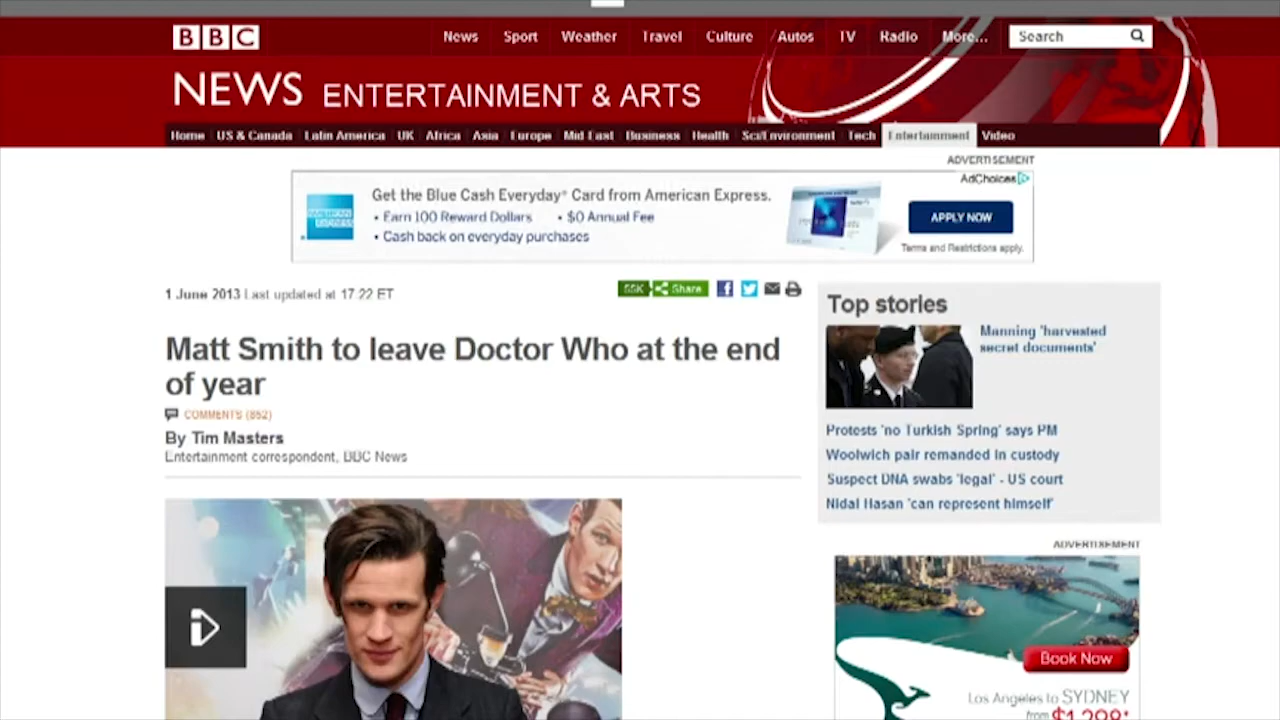 BBC
News Sport Weather Travel Culture Autos TV Radio More... Search
NEWS ENTERTAINMENT & ARTS
Home US & Canada Latin America UK Africa Asia Europe Mid East Business Health Sci/Environment Tech Entertainment Video
ADVERTISEMENT
AdChoices
Get the Blue Cash Everyday® Card from American Express.
AMERICAN EXPRESS
• Earn 100 Reward Dollars • $0 Annual Fee
• Cash back on everyday purchases
APPLY NOW
Terms and Restrictions apply.
1 June 2013 Last updated at 17:22 ET
55K Share
Matt Smith to leave Doctor Who at the end
of year
COMMENTS (852)
By Tim Masters
Entertainment correspondent, BBC News
Top stories
Manning 'harvested
secret documents'
Protests 'no Turkish Spring' says PM
Woolwich pair remanded in custody
Suspect DNA swabs 'legal' - US court
Nidal Hasan 'can represent himself'
ADVERTISEMENT
Book Now
Los Angeles to SYDNEY
from $1,298*